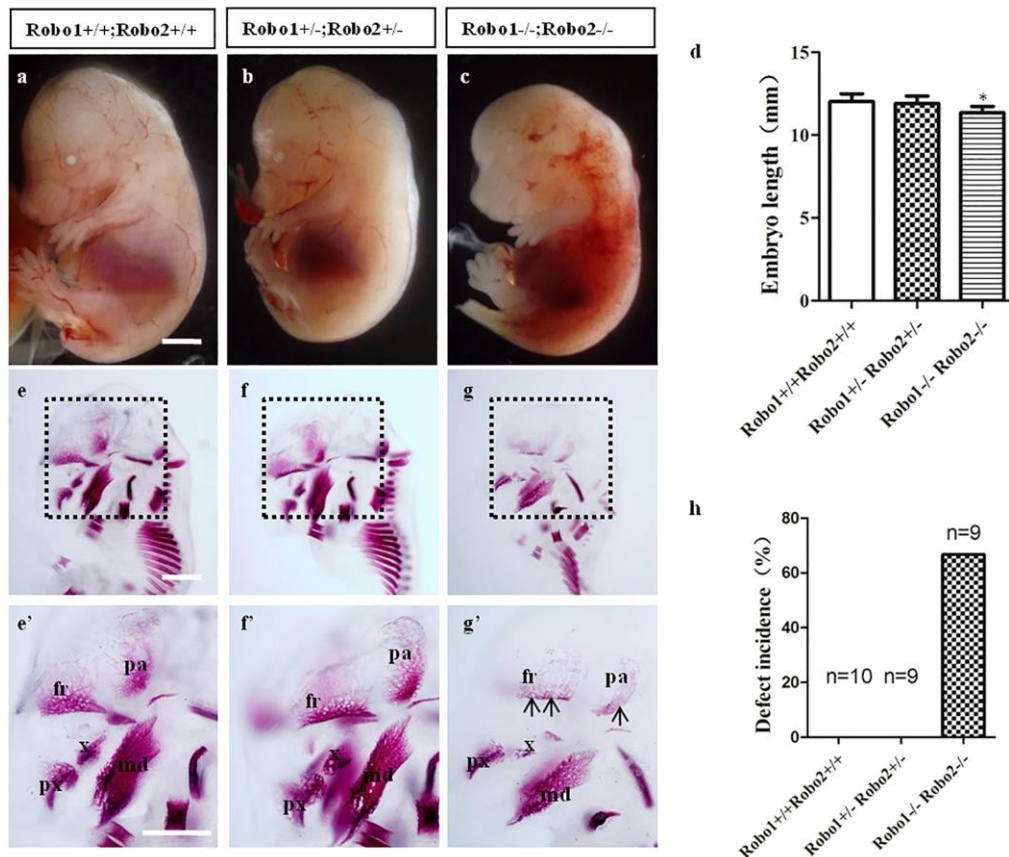 Robo1+/+;Robo2+/+
Robo1+/-;Robo2+/-
Robo1-/-;Robo2-/-
a
b
c
d
15
10
5
0
Embryo length (mm)
*
Robo1+/+Robo2+/+
Robo1+/- Robo2+/-
Robo1-/- Robo2-/-
e
f
g
h
80
60
40
20
0
Defect incidence (%)
n=10
n=9
n=9
Robo1+/+Robo2+/+
Robo1+/- Robo2+/-
Robo1-/- Robo2-/-
e'
pa
fr
x
px
md
f'
pa
fr
x
px
md
g'
fr
pa
x
px
md